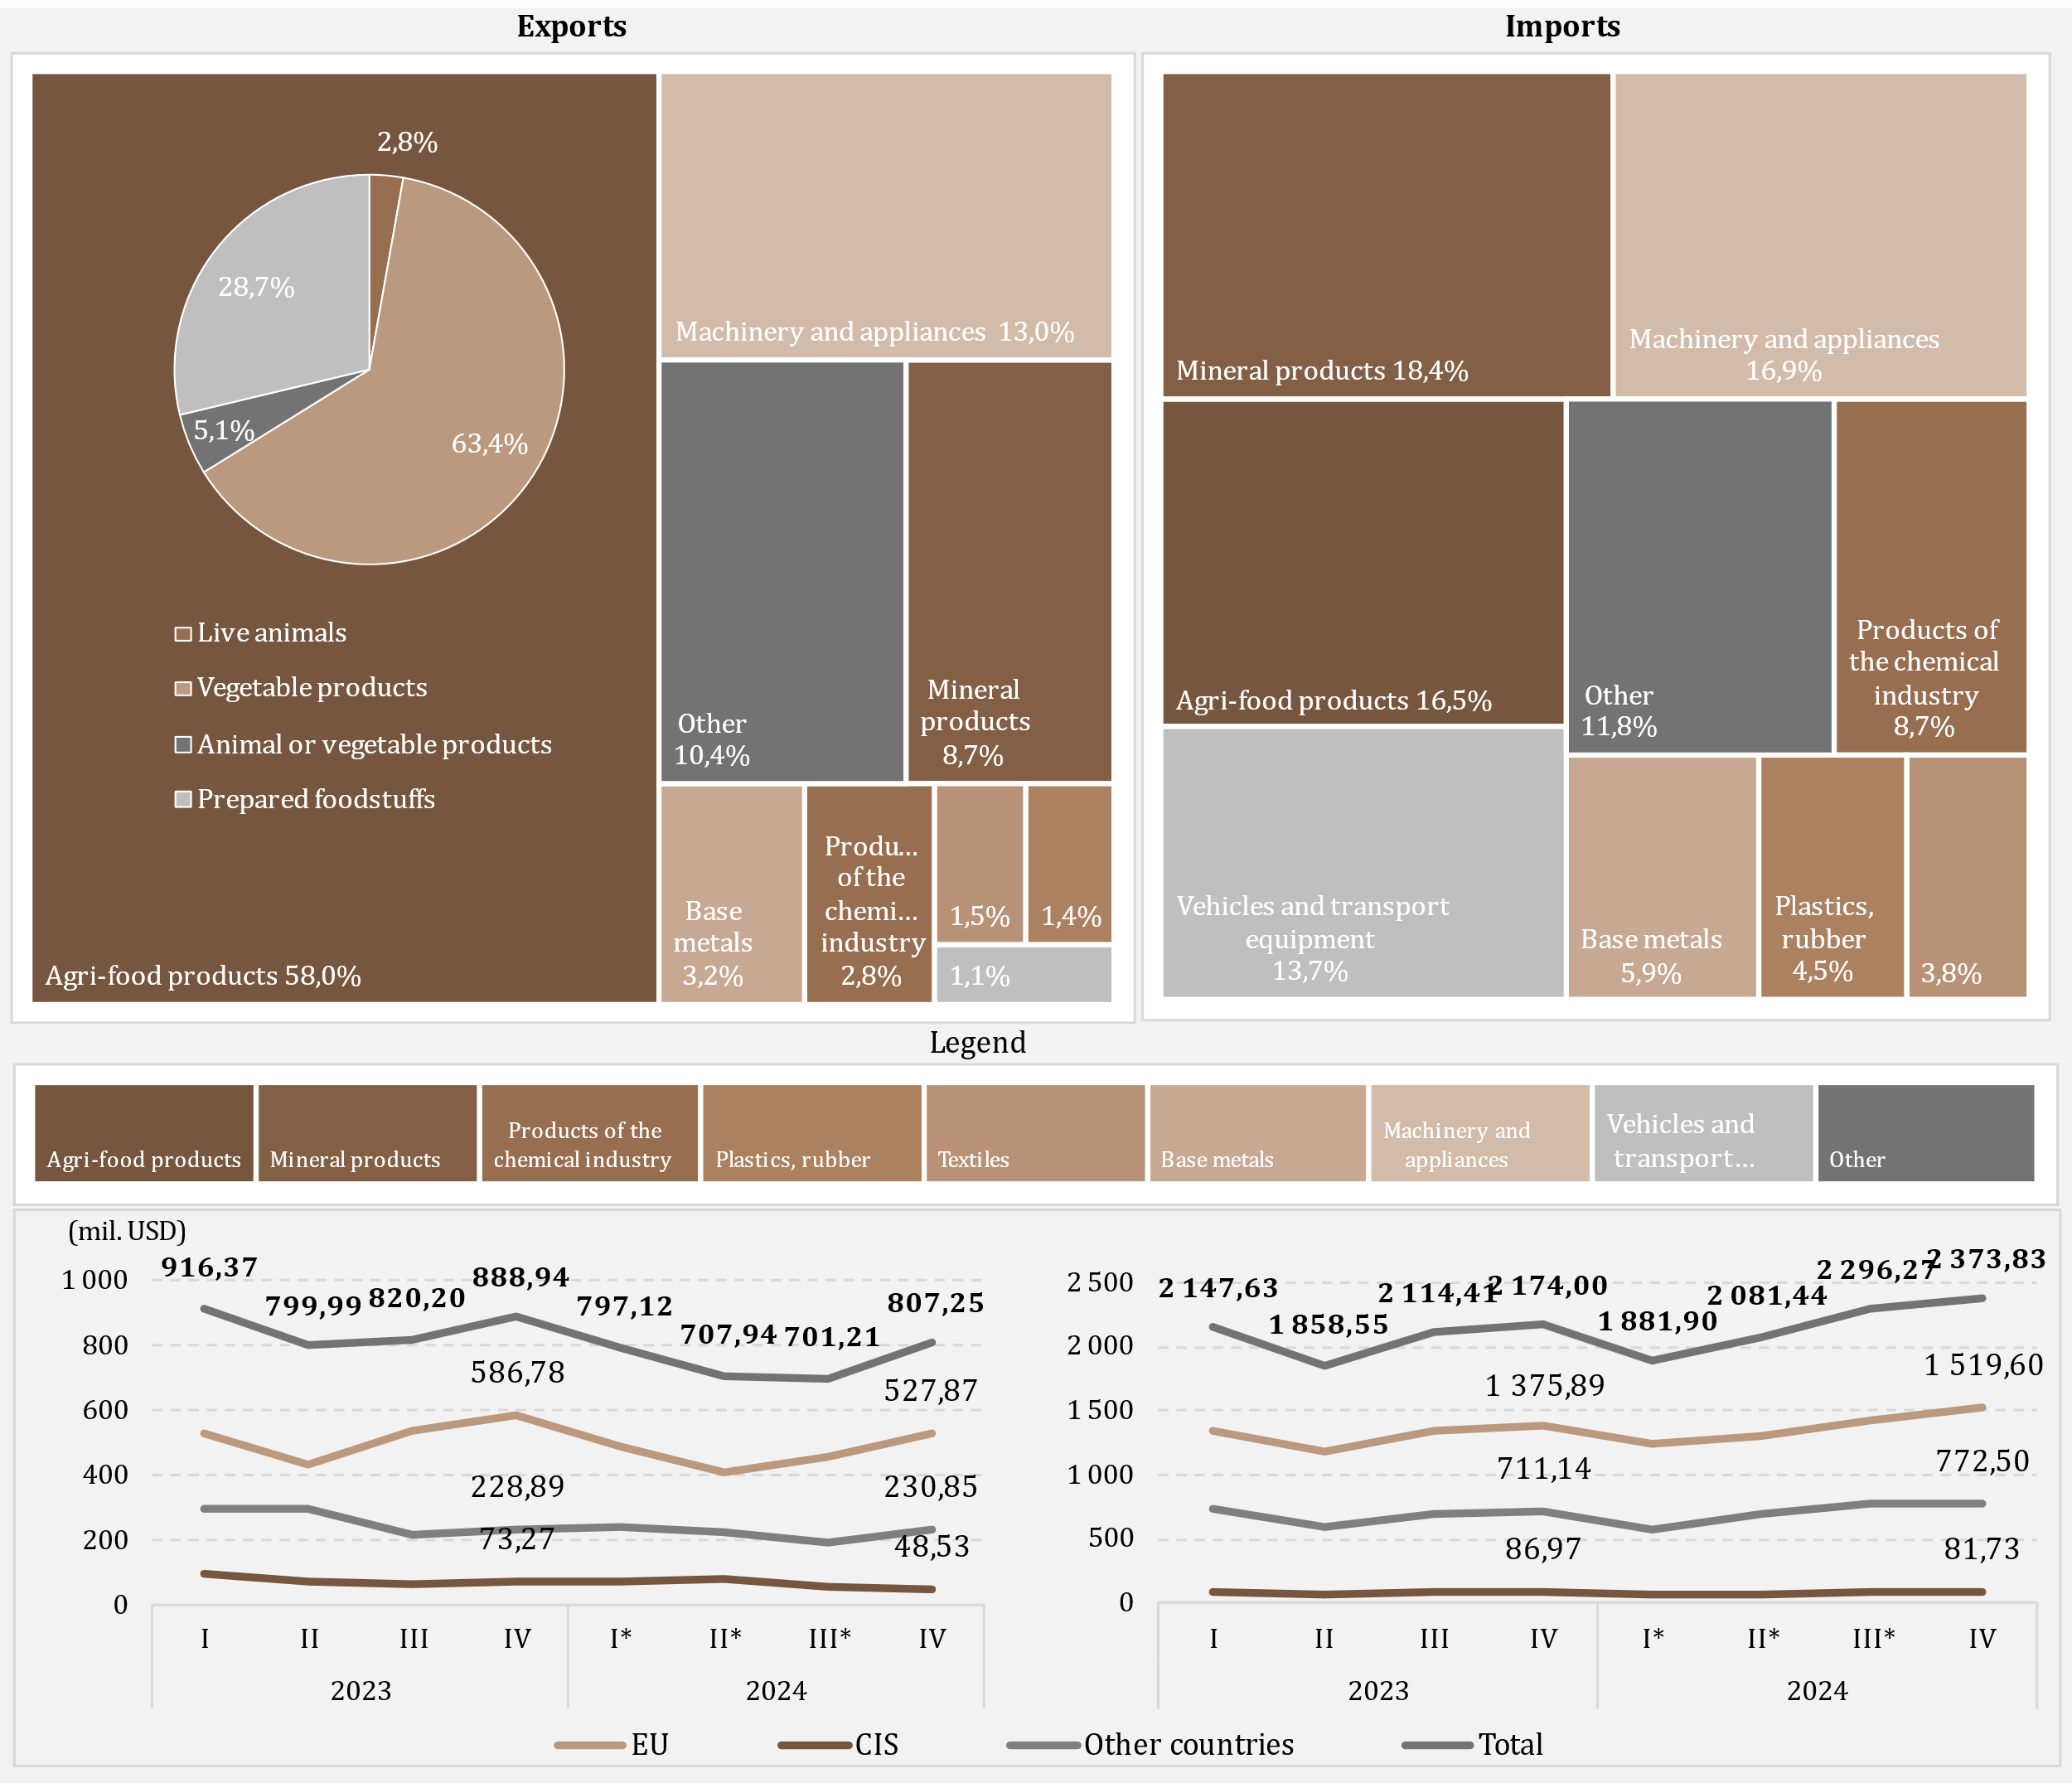 Exports
2,8%
28,7%
5,1%
63,4%
Live animals
Vegetable products
Animal or vegetable products
Prepared foodstuffs
Agri-food products 58,0%
Machinery and appliances 13,0%
Other
10,4%
Mineral
products
8,7%
Base
metals
3,2%
Produ...
of the
chemi...
industry
2,8%
1,5%
1,4%
1,1%
Imports
Mineral products 18,4%
Machinery and appliances
16,9%
Agri-food products 16,5%
Other
11,8%
Products of
the chemical
industry
8,7%
Vehicles and transport
equipment
13,7%
Base metals
5,9%
Plastics,
rubber
4,5%
3,8%
Legend
Agri-food products
Mineral products
Products of the
chemical industry
Plastics, rubber
Textiles
Base metals
Machinery and
appliances
Vehicles and
transport...
Other
(mil. USD)
1 000
800
600
400
200
0
916,37
799,99
820,20
888,94
797,12
707,94
701,21
807,25
586,78
527,87
228,89
230,85
73,27
48,53
I II III IV I* II* III* IV
2023 2024
2 500
2 000
1 500
1 000
500
0
2 147,63
1 858,55
2 114,41
2 174,00
1 881,90
2 081,44
2 296,27
2 373,83
1 375,89
1 519,60
711,14
772,50
86,97
81,73
I II III IV I* II* III* IV
2023 2024
EU CIS Other countries Total